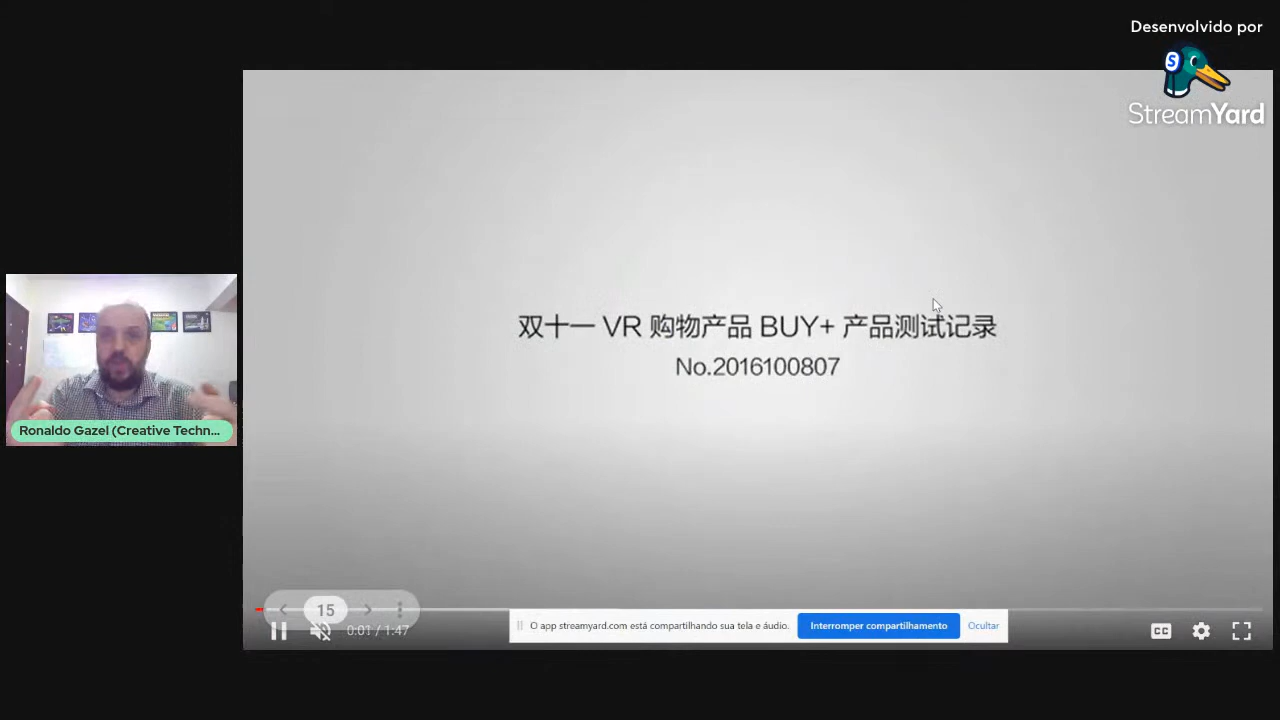 Desenvolvido por
S
StreamYard
双十一 VR 购物产品 BUY+ 产品测试记录
No.2016100807
Ronaldo Gazel (Creative Techn...
15
0:01 / 1:47
O app streamyard.com está compartilhando sua tela e áudio.
Interromper compartilhamento
Ocultar
CC